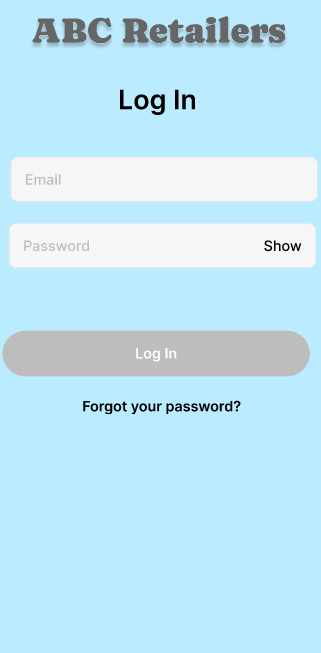 ABC Retailers
Log In
Email
Password Show
Log In
Forgot your password?